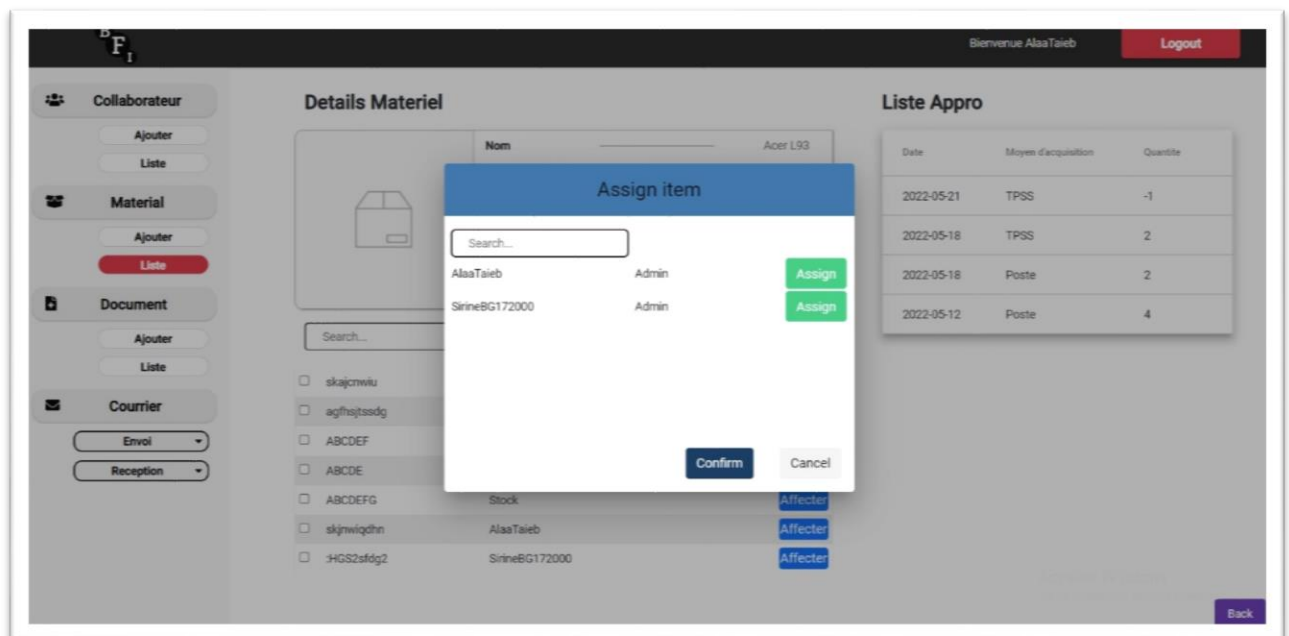 B
F
I
Bienvenue AlaaTaieb
Logout
Collaborateur
Ajouter
Liste
Material
Ajouter
Liste
Document
Ajouter
Liste
Courrier
Envoi
Reception
Details Materiel
Nom Acer L93
Search...
skajcnwiu
agfhsjtssdg
ABCDEF
ABCDE
ABCDEFG Stock Affecter
skjnwiqdhn AlaaTaieb Affecter
:HGS2sfdg2 SirineBG172000 Affecter
Assign item
Search...
AlaaTaieb Admin Assign
SirineBG172000 Admin Assign
Confirm Cancel
Liste Appro
Date Moyen d'acquisition Quantite
2022-05-21 TPSS -1
2022-05-18 TPSS 2
2022-05-18 Poste 2
2022-05-12 Poste 4
Back